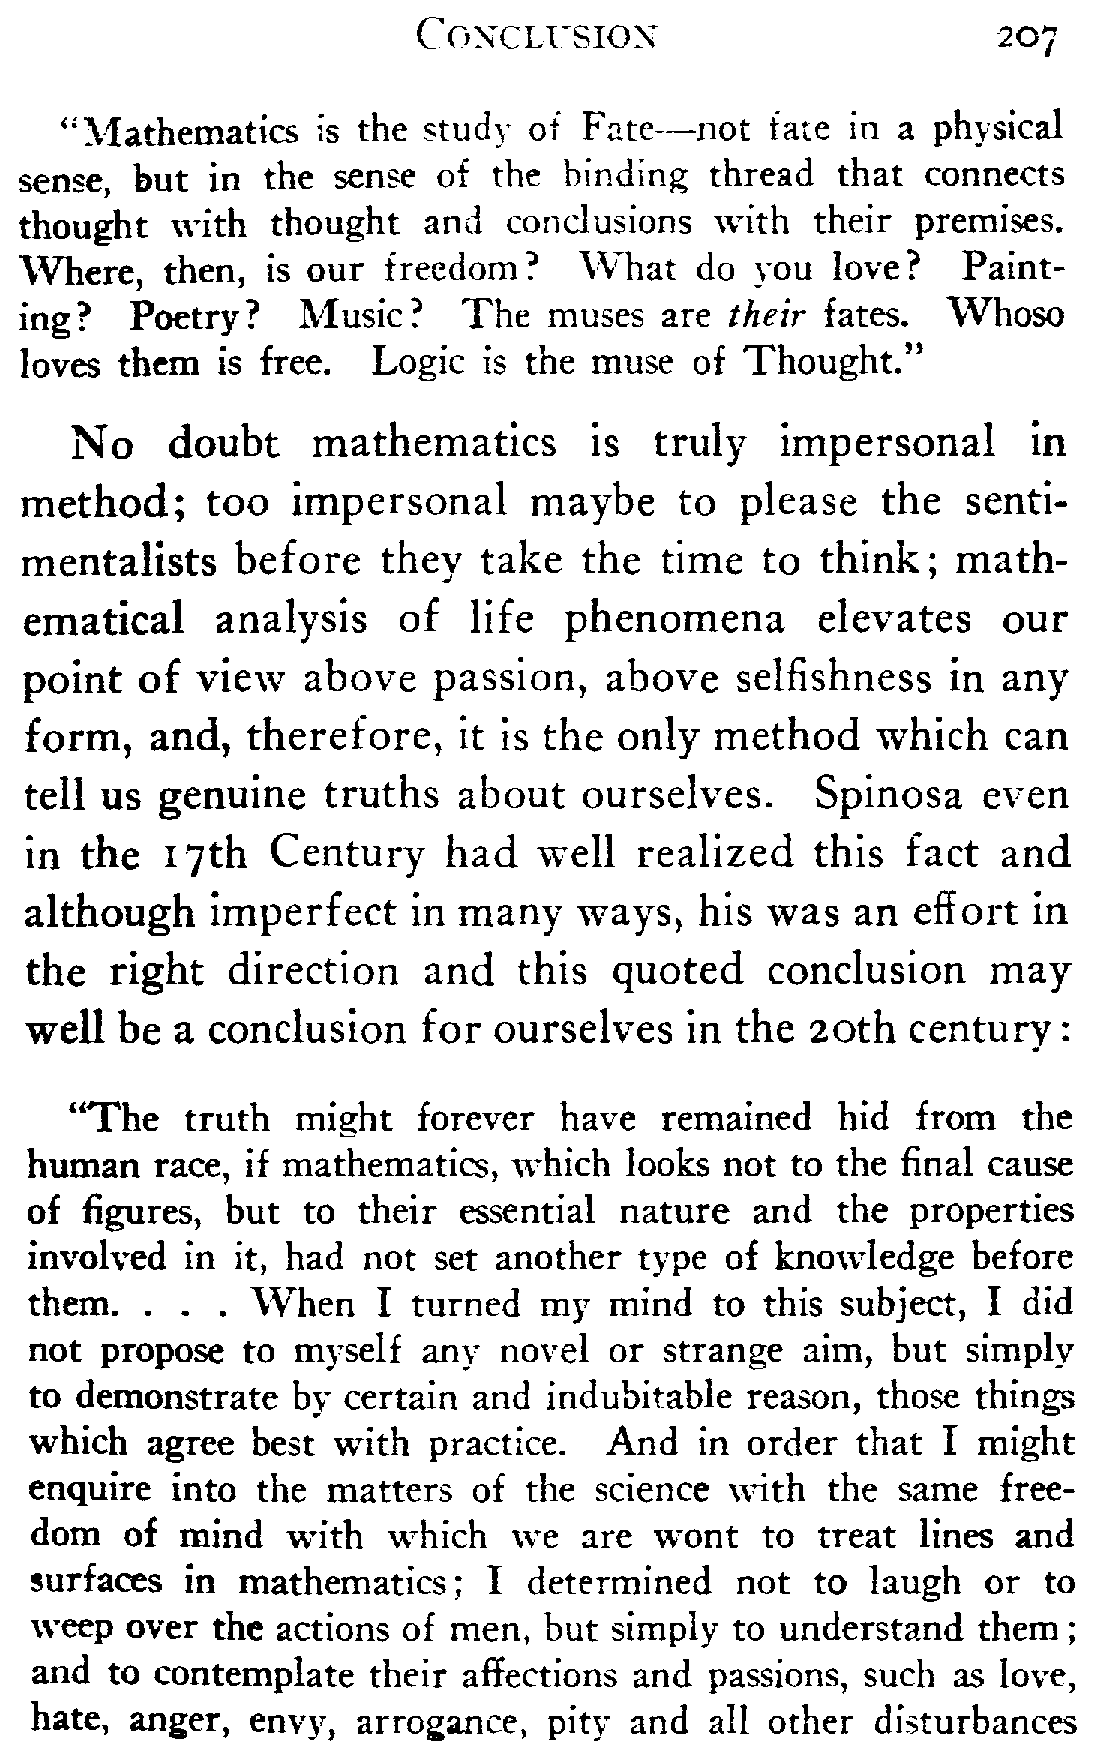 CONCLUSION 207
"Mathematics is the study of Fate—not fate in a physical
sense, but in the sense of the binding thread that connects
thought with thought and conclusions with their premises.
Where, then, is our freedom? What do you love? Paint-
ing? Poetry? Music? The muses are their fates. Whoso
loves them is free. Logic is the muse of Thought."
No doubt mathematics is truly impersonal in
method; too impersonal maybe to please the senti-
mentalists before they take the time to think; math-
ematical analysis of life phenomena elevates our
point of view above passion, above selfishness in any
form, and, therefore, it is the only method which can
tell us genuine truths about ourselves. Spinosa even
in the 17th Century had well realized this fact and
although imperfect in many ways, his was an effort in
the right direction and this quoted conclusion may
well be a conclusion for ourselves in the 20th century:
"The truth might forever have remained hid from the
human race, if mathematics, which looks not to the final cause
of figures, but to their essential nature and the properties
involved in it, had not set another type of knowledge before
them. . . . When I turned my mind to this subject, I did
not propose to myself any novel or strange aim, but simply
to demonstrate by certain and indubitable reason, those things
which agree best with practice. And in order that I might
enquire into the matters of the science with the same free-
dom of mind with which we are wont to treat lines and
surfaces in mathematics; I determined not to laugh or to
weep over the actions of men, but simply to understand them;
and to contemplate their affections and passions, such as love,
hate, anger, envy, arrogance, pity and all other disturbances